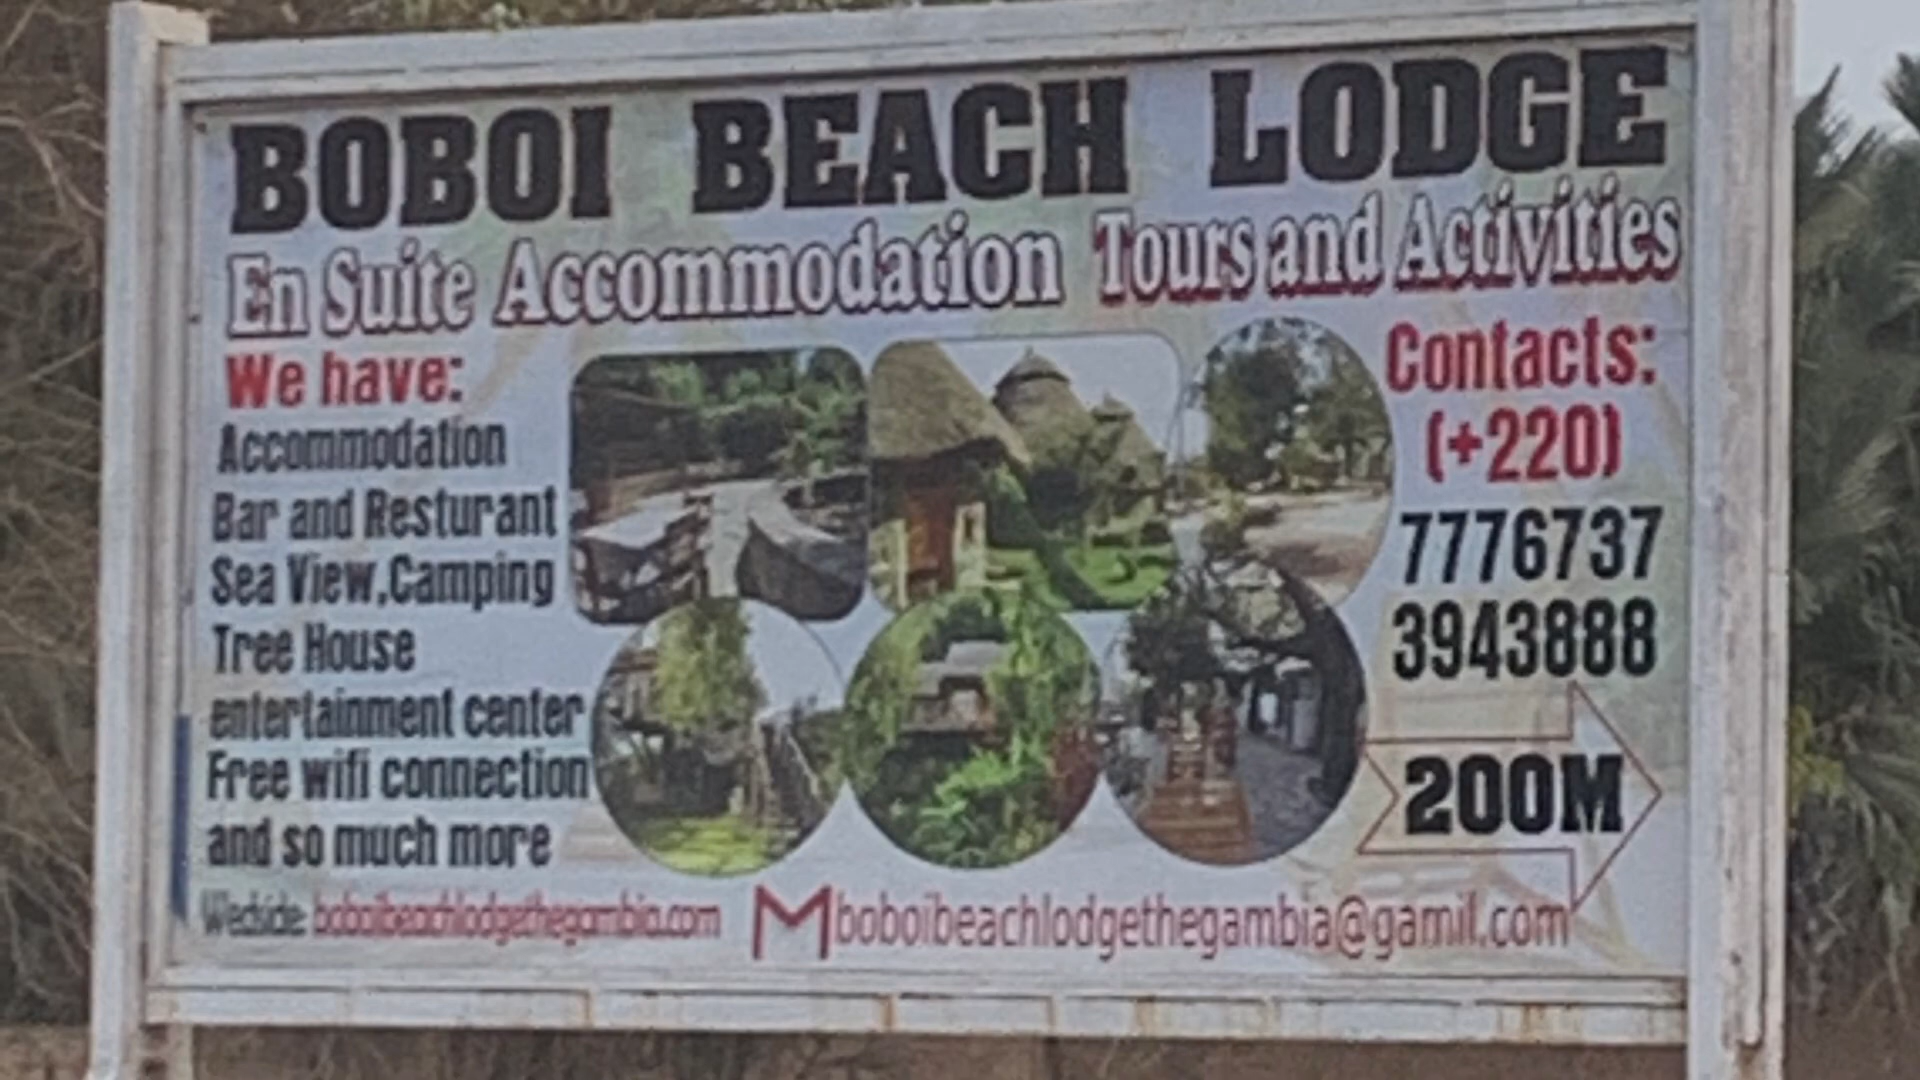 BOBOI BEACH LODGE
En Suite Accommodation Tours and Activities
We have:
Accommodation
Bar and Resturant
Sea View,Camping
Tree House
entertainment center
Free wifi connection
and so much more
Contacts:
(+220)
7776737
3943888
200M
boboibeachlodgethegambia.com
boboibeachlodgethegambia@gamil.com